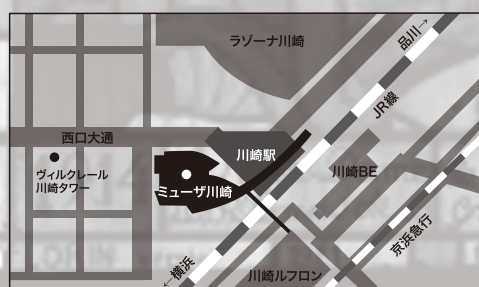 ラゾーナ川崎
品川→
JR線
西口大通
川崎駅
ヴィルクレール
川崎タワー
ミューザ川崎
川崎BE
京浜急行
←横浜
川崎ルフロン